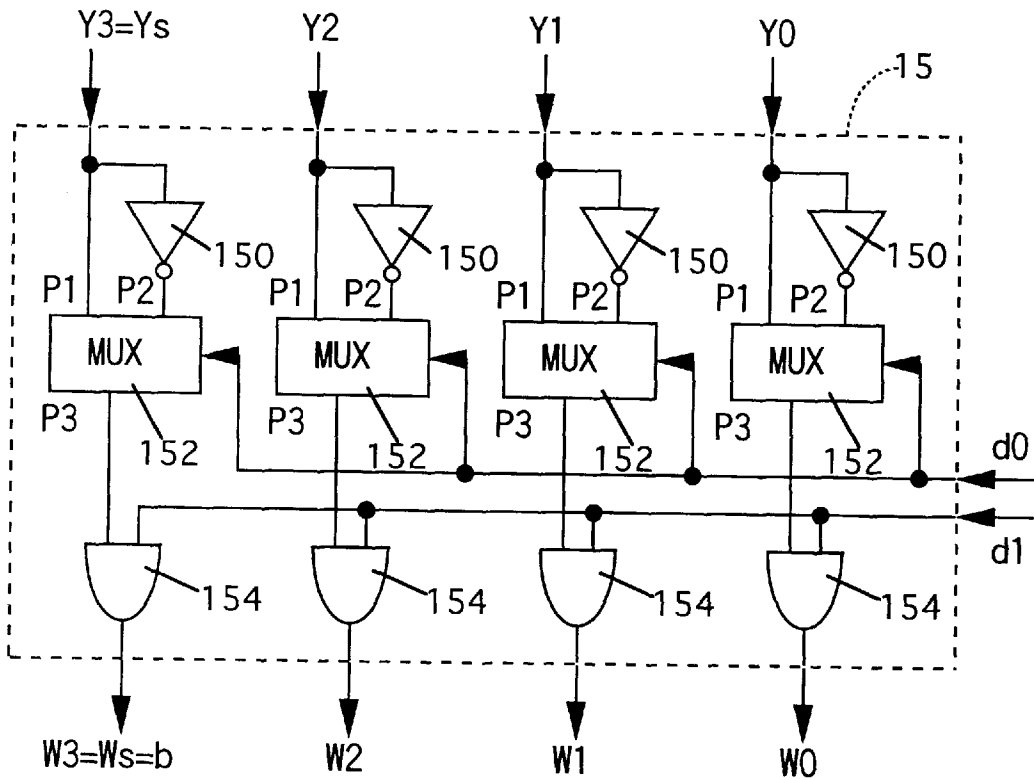 Y3=Ys Y2 Y1 Y0
15
150 150 150 150
P1 P2 P1 P2 P1 P2 P1 P2
MUX MUX MUX MUX
P3 P3 P3 P3
152 152 152 152
d0
d1
154 154 154 154
W3=Ws=b W2 W1 W0